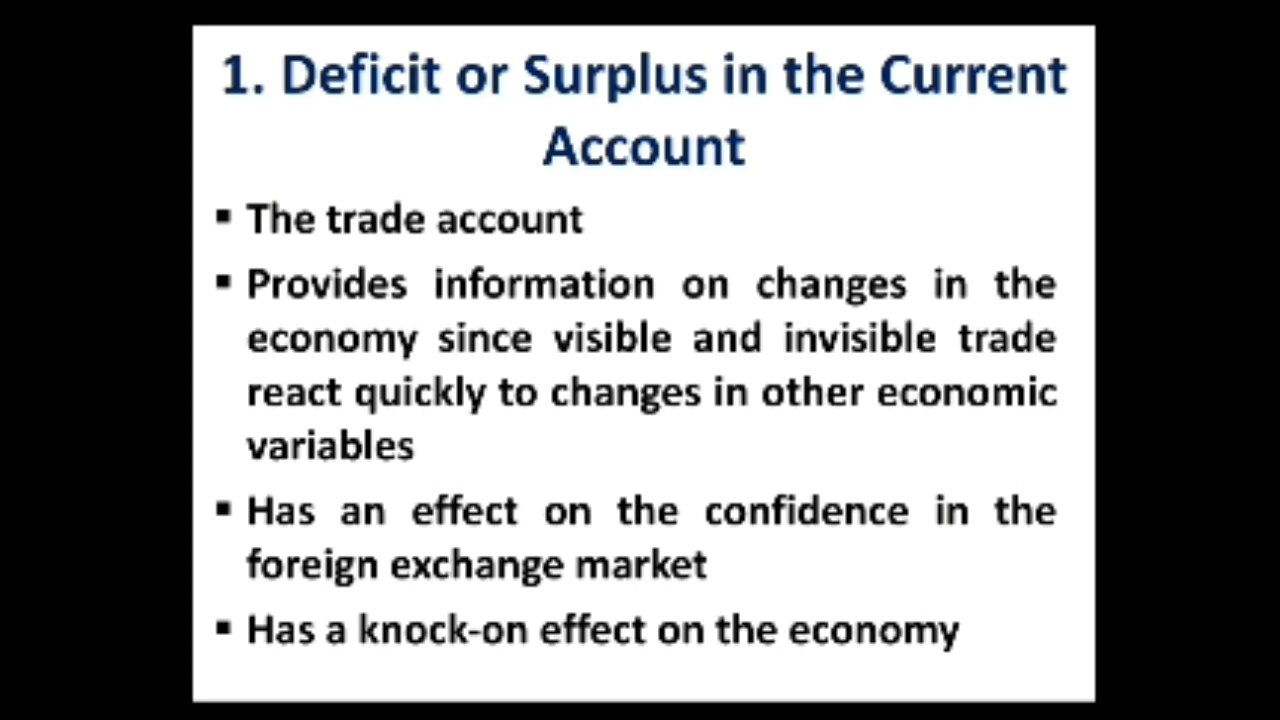 1. Deficit or Surplus in the Current
Account
▪ The trade account
▪ Provides information on changes in the
economy since visible and invisible trade
react quickly to changes in other economic
variables
▪ Has an effect on the confidence in the
foreign exchange market
▪ Has a knock-on effect on the economy